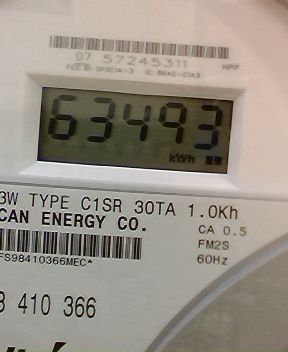 07 57245311
HPP
63493
kWh
3W TYPE C1SR 30TA 1.0Kh
CAN ENERGY CO.
CA 0.5
FM2S
60Hz
FS98410366MEC*
410 366